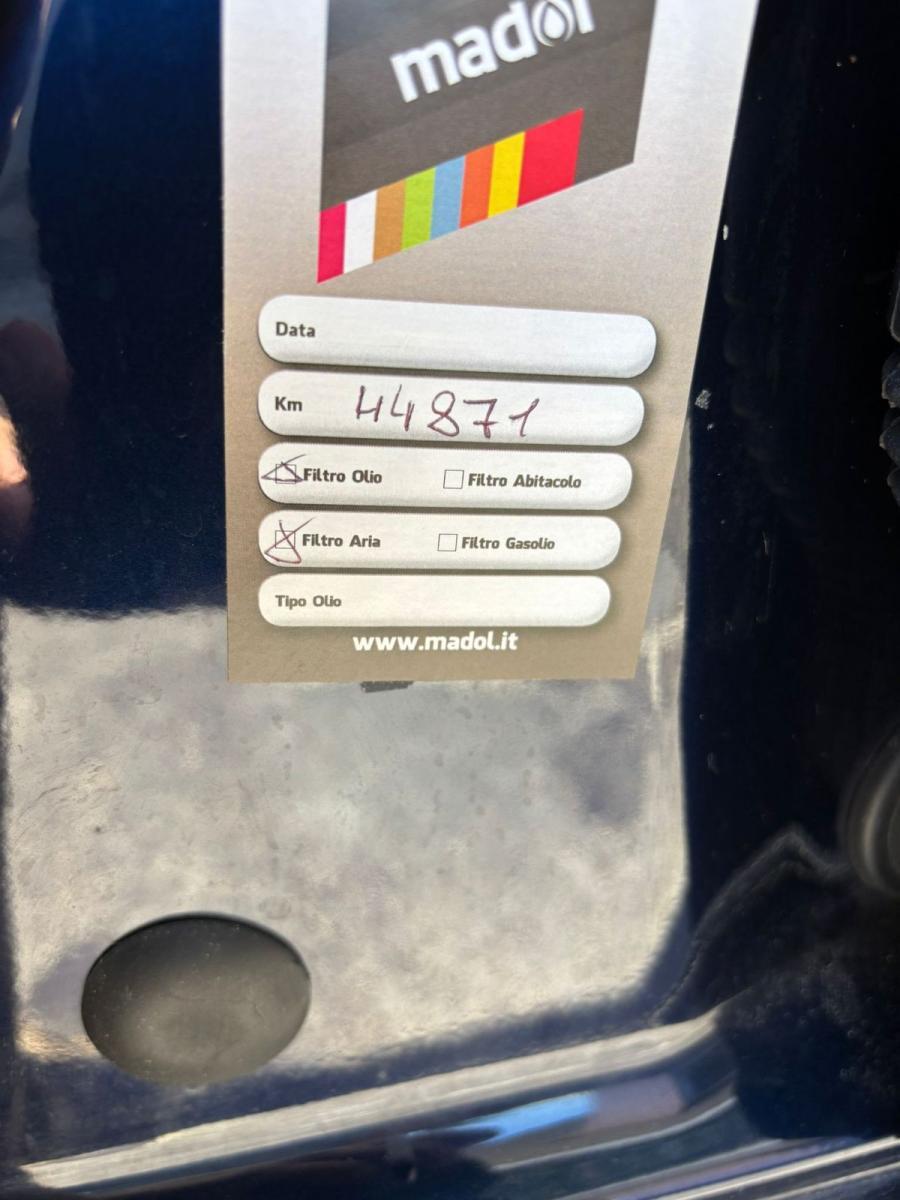 madol
Data
Km 44871
Filtro Olio Filtro Abitacolo
Filtro Aria Filtro Gasolio
Tipo Olio
www.madol.it